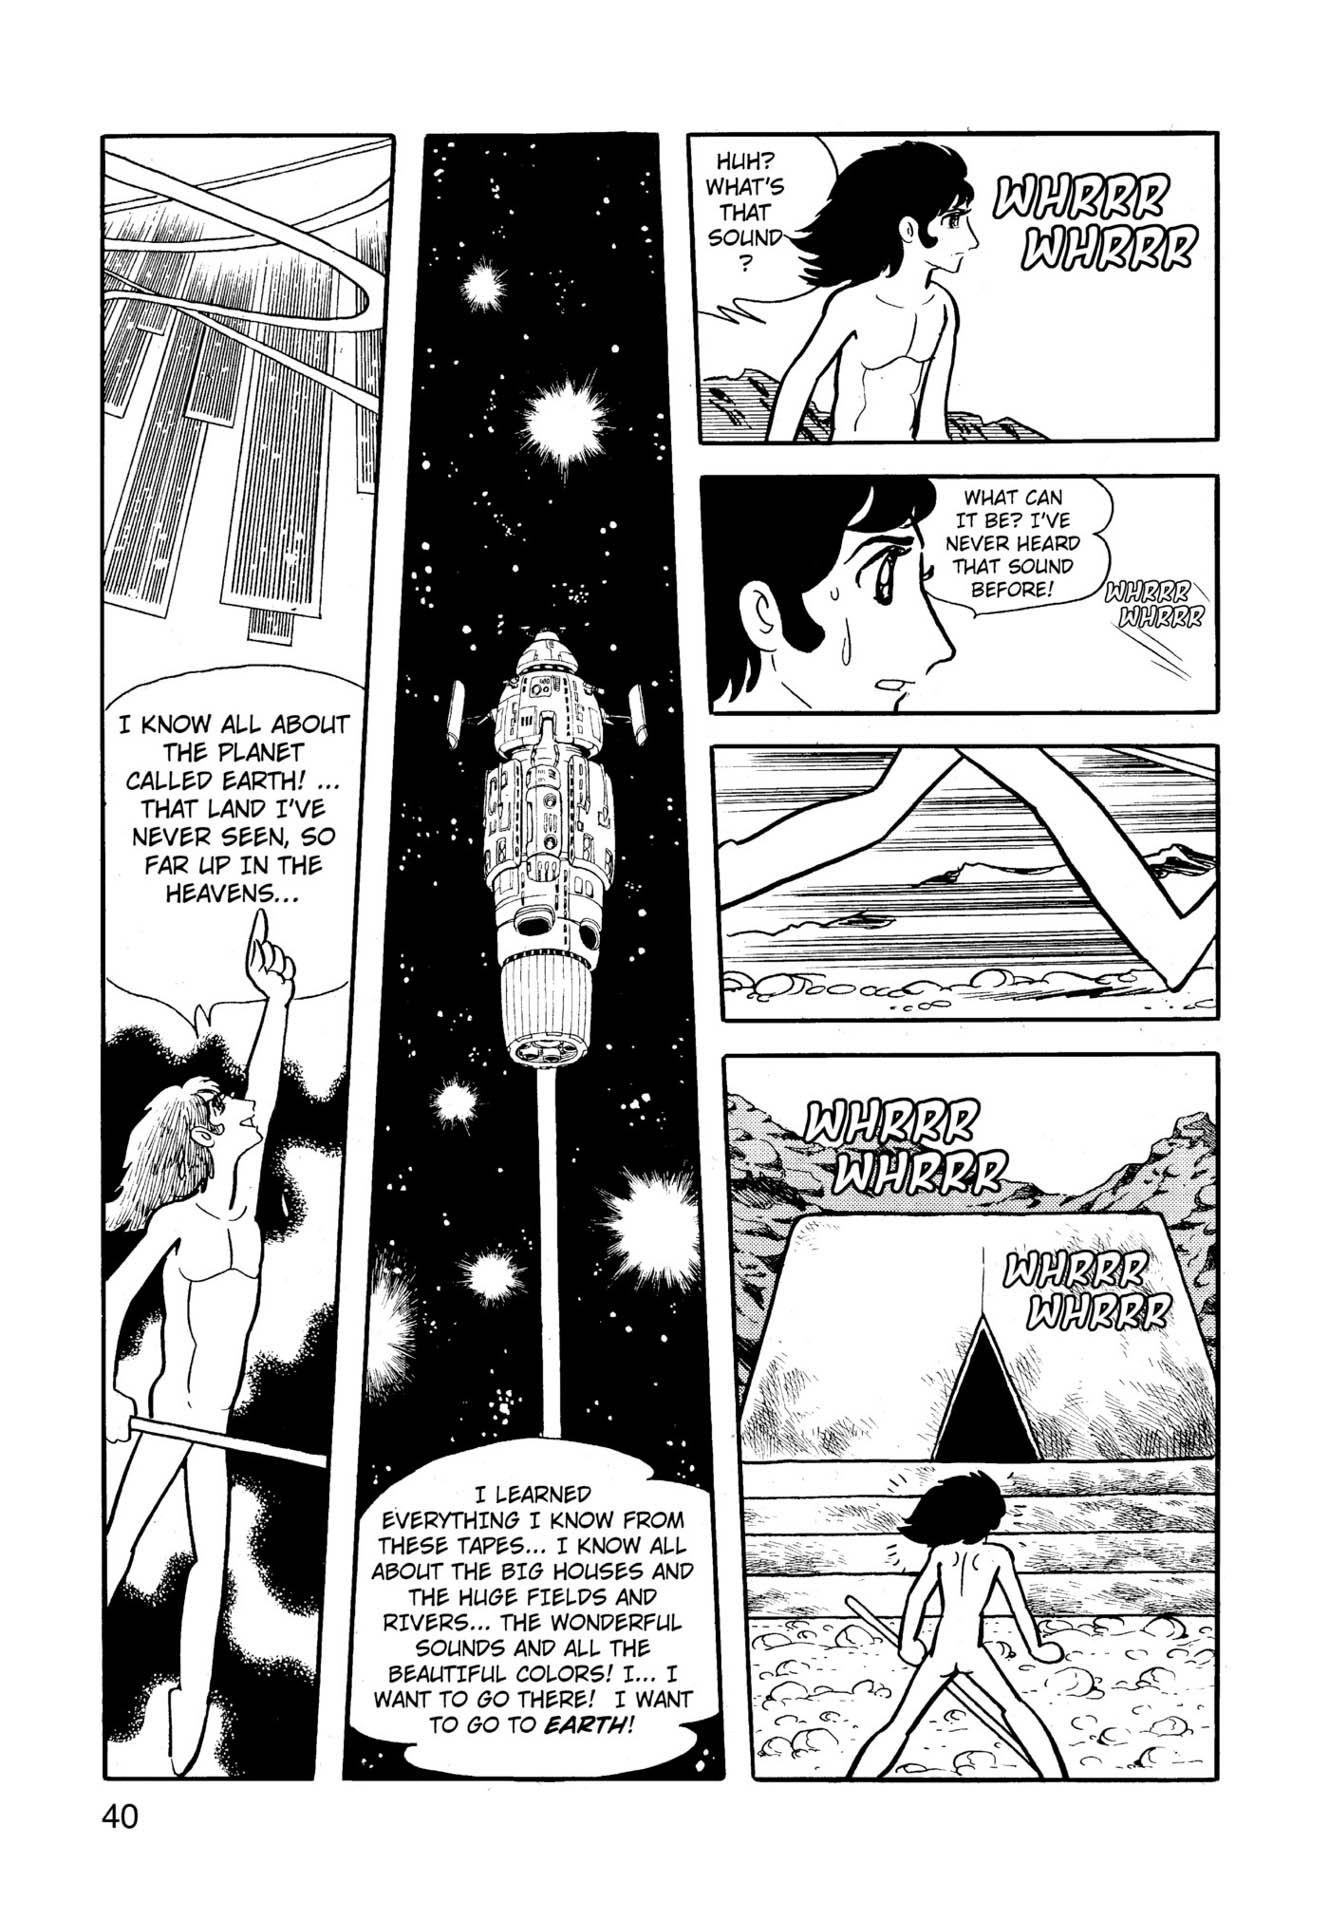 I KNOW ALL ABOUT
THE PLANET
CALLED EARTH! ...
THAT LAND I'VE
NEVER SEEN, SO
FAR UP IN THE
HEAVENS...
I LEARNED
EVERYTHING I KNOW FROM
THESE TAPES... I KNOW ALL
ABOUT THE BIG HOUSES AND
THE HUGE FIELDS AND
RIVERS... THE WONDERFUL
SOUNDS AND ALL THE
BEAUTIFUL COLORS! I... I
WANT TO GO THERE! I WANT
TO GO TO EARTH!
HUH?
WHAT'S
THAT
SOUND
?
WHRRR
WHRRR
WHAT CAN
IT BE? I'VE
NEVER HEARD
THAT SOUND
BEFORE!
WHRRR
WHRRR
WHRRR
WHRRR
WHRRR
WHRRR
40